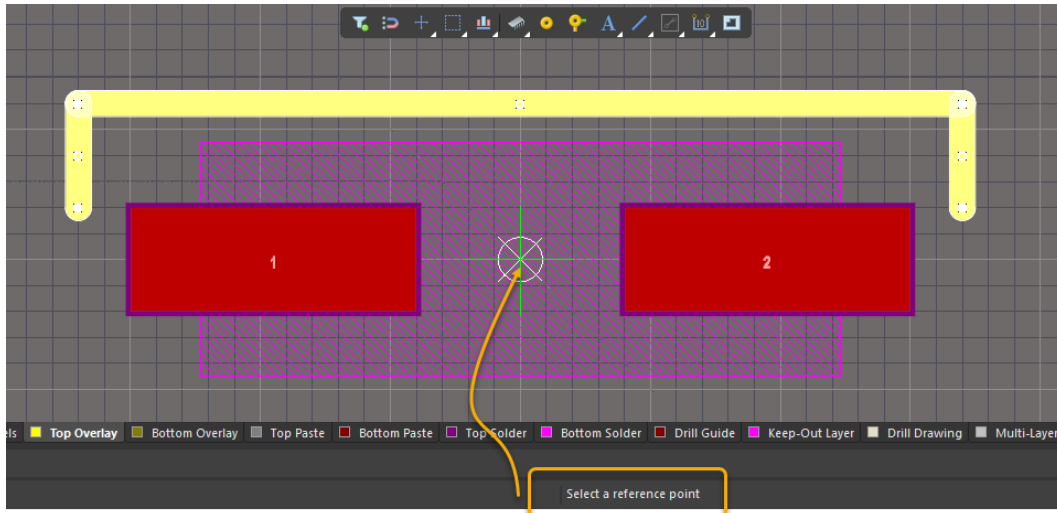 A
10
1
2
els Top Overlay Bottom Overlay Top Paste Bottom Paste Top Solder Bottom Solder Drill Guide Keep-Out Layer Drill Drawing Multi-Layer
Select a reference point